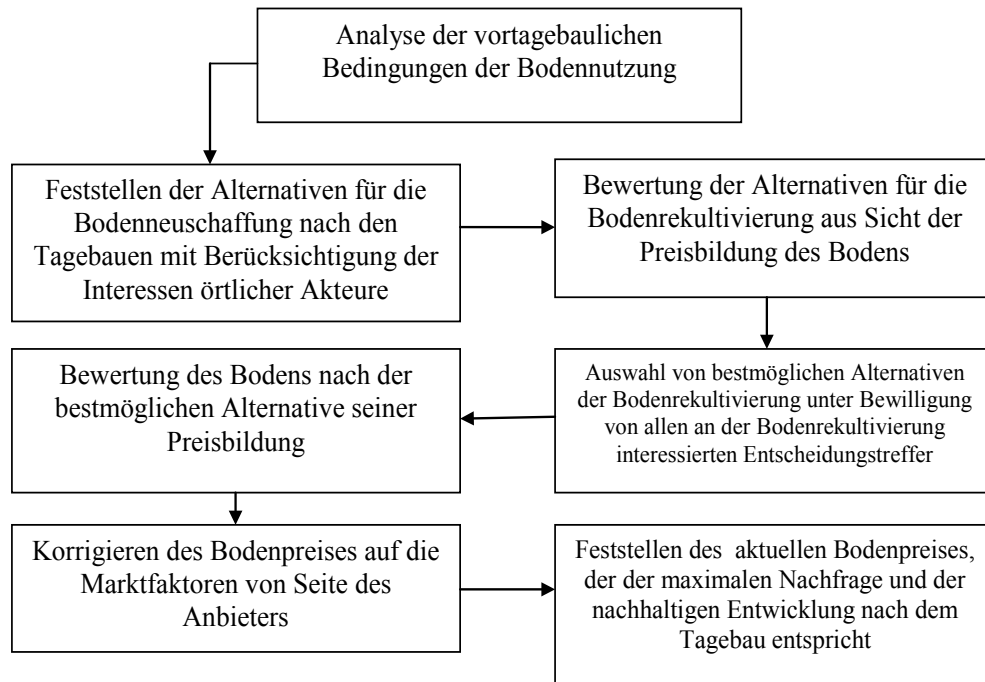 Analyse der vortagebaulichen
Bedingungen der Bodennutzung
Feststellen der Alternativen für die
Bodenneuschaffung nach den
Tagebauen mit Berücksichtigung der
Interessen örtlicher Akteure
Bewertung der Alternativen für die
Bodenrekultivierung aus Sicht der
Preisbildung des Bodens
Auswahl von bestmöglichen Alternativen
der Bodenrekultivierung unter Bewilligung
von allen an der Bodenrekultivierung
interessierten Entscheidungstreffer
Bewertung des Bodens nach der
bestmöglichen Alternative seiner
Preisbildung
Korrigieren des Bodenpreises auf die
Marktfaktoren von Seite des
Anbieters
Feststellen des aktuellen Bodenpreises,
der der maximalen Nachfrage und der
nachhaltigen Entwicklung nach dem
Tagebau entspricht